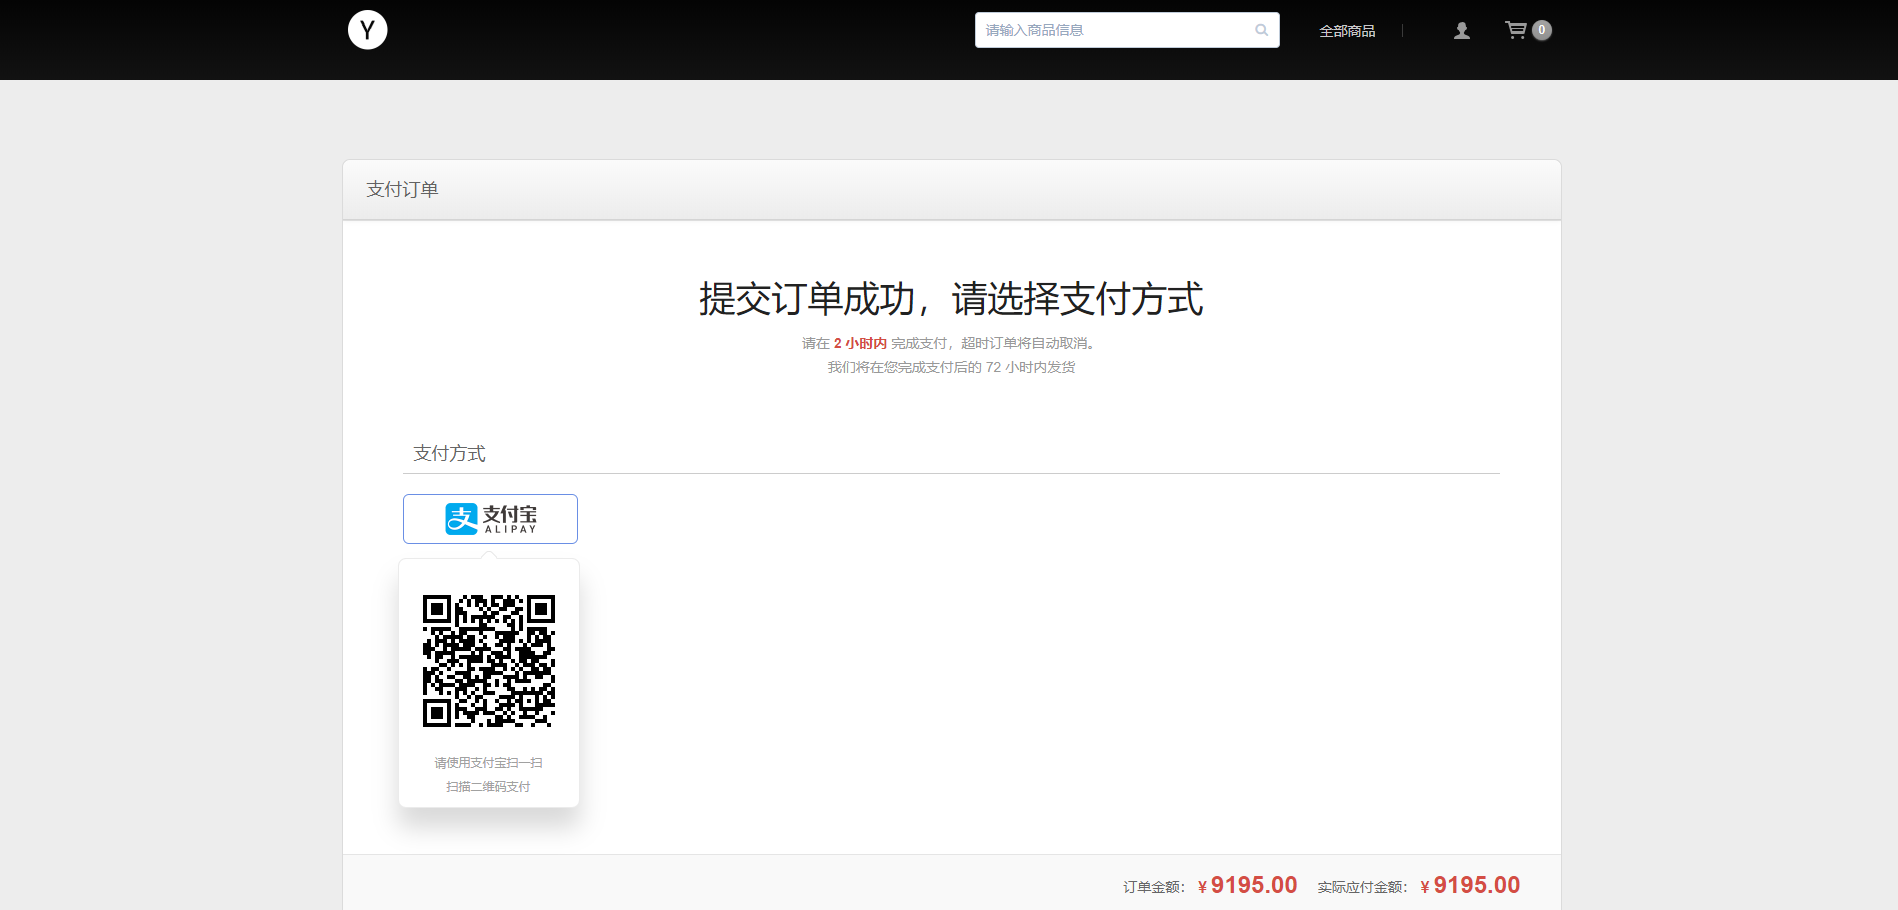 Y
请输入商品信息
全部商品
0
支付订单
提交订单成功，请选择支付方式
请在 2 小时内 完成支付，超时订单将自动取消。
我们将在您完成支付后的 72 小时内发货
支付方式
支 支付宝
ALIPAY
请使用支付宝扫一扫
扫描二维码支付
订单金额： ¥ 9195.00 实际应付金额： ¥ 9195.00